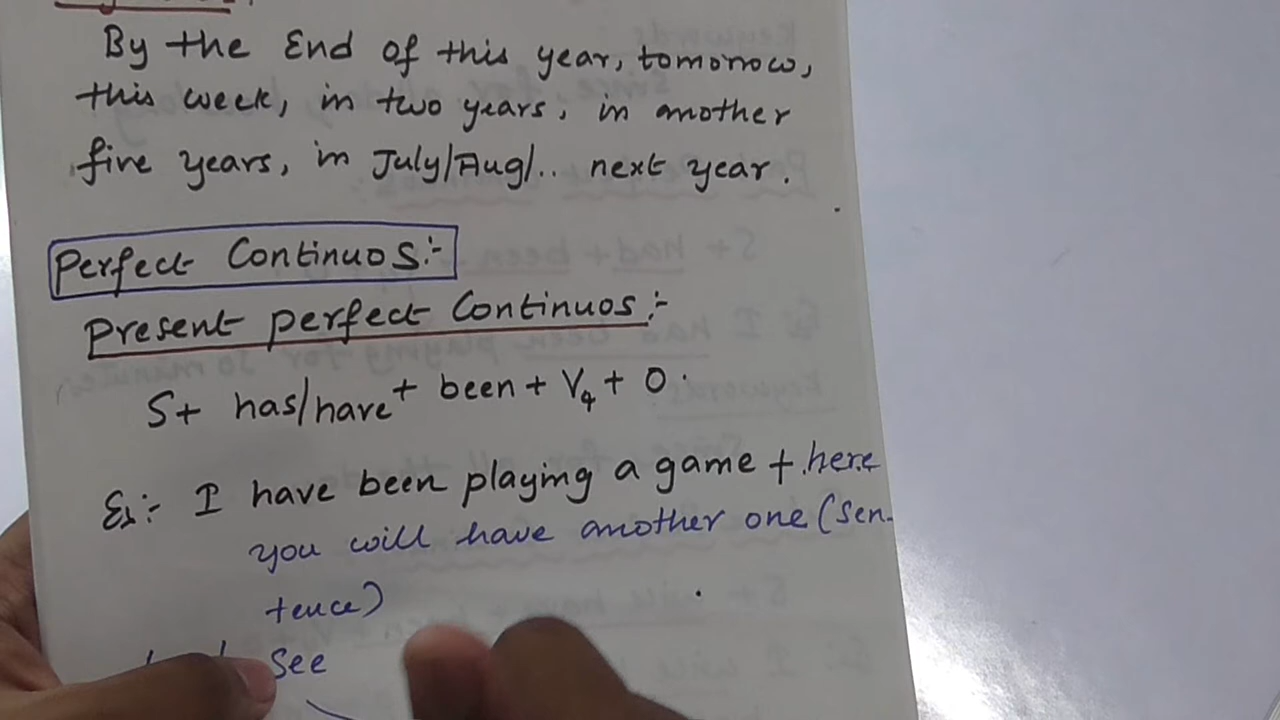 By the End of this year, tomorrow,
this week, in two years, in another
five years, in July/Aug/.. next year.
Perfect Continuos:-
Present perfect Continuos:-
S+ has/have + been + V4 + O.
Ex:- I have been playing a game + here
you will have another one (Sen-
tence)
See